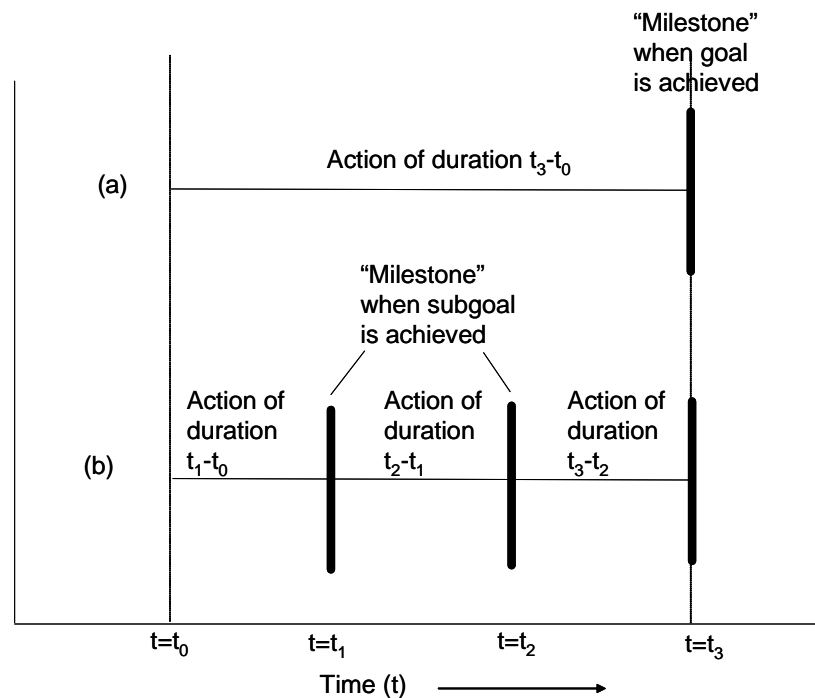 “Milestone”
when goal
is achieved
Action of duration t₃-t₀
(a)
“Milestone”
when subgoal
is achieved
Action of
duration
t₁-t₀
Action of
duration
t₂-t₁
Action of
duration
t₃-t₂
(b)
t=t₀
t=t₁
t=t₂
t=t₃
Time (t)